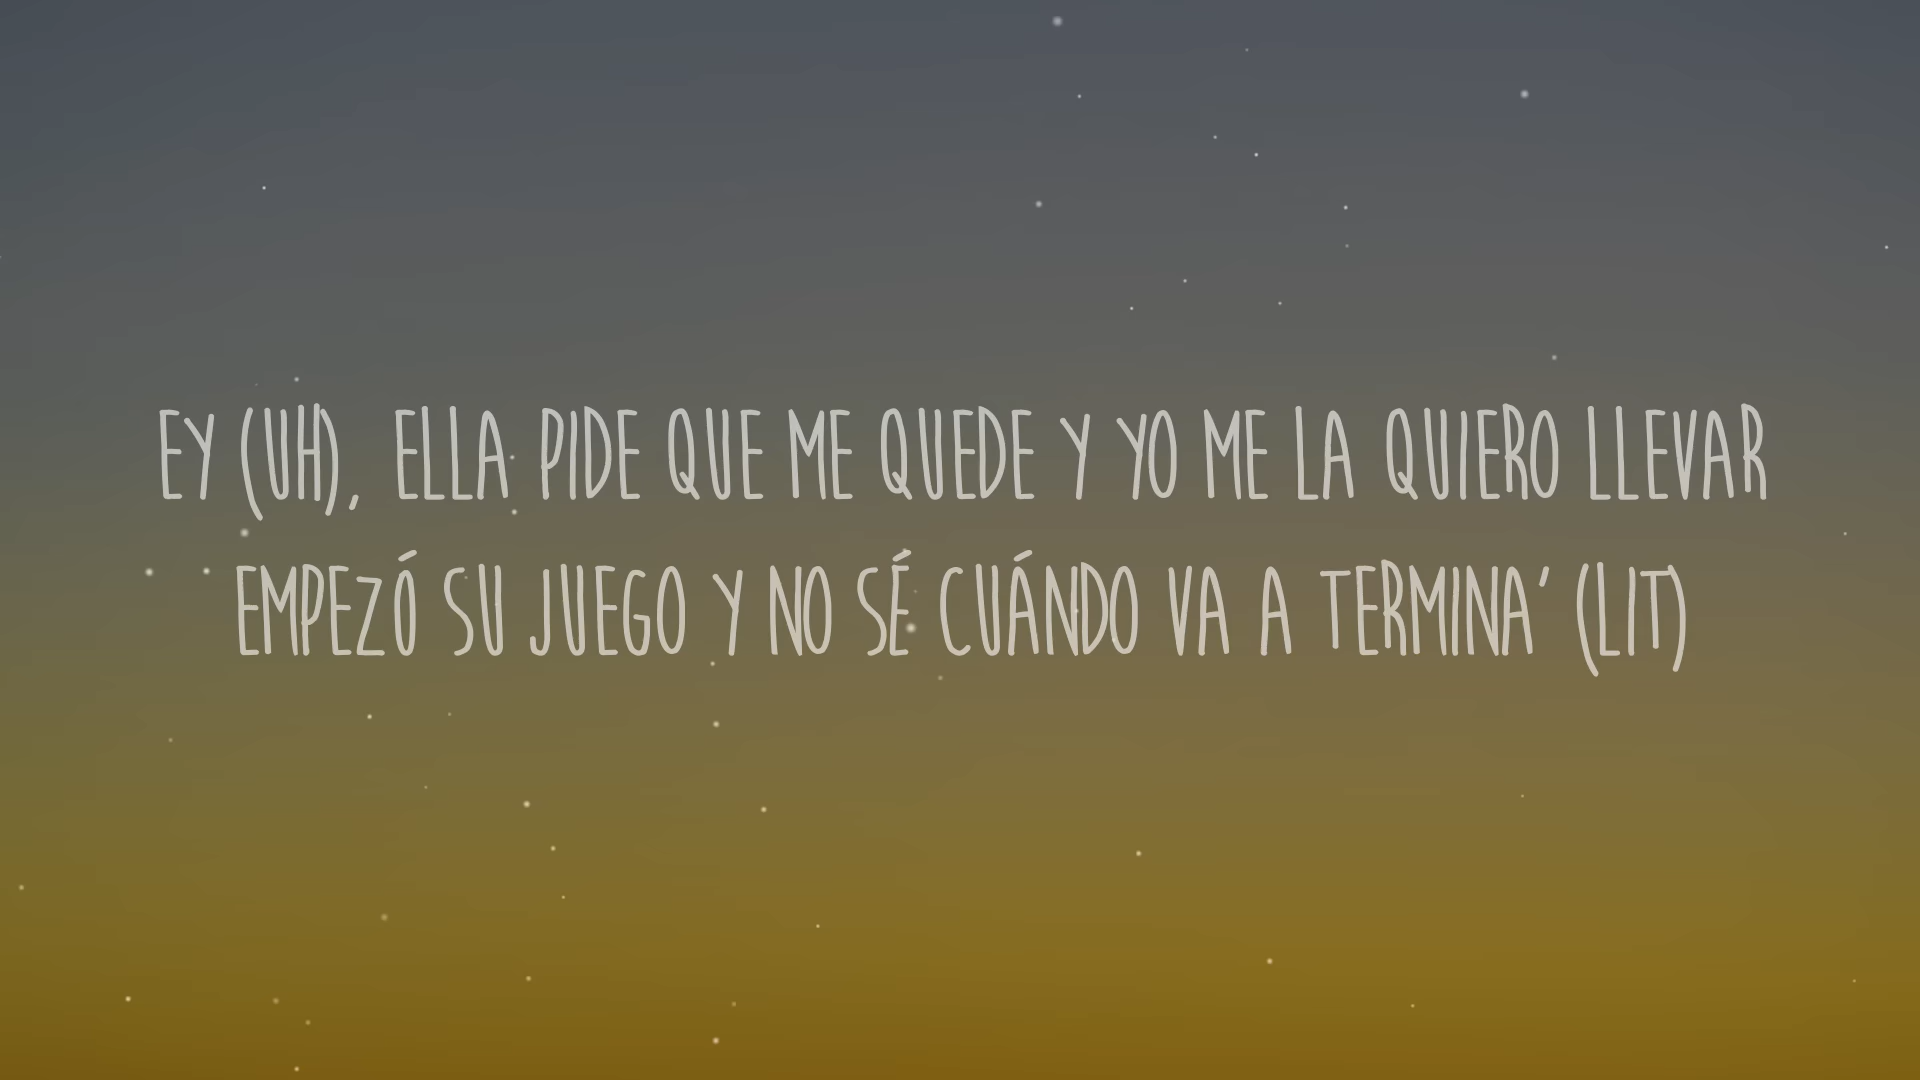 EY (UH), ELLA PIDE QUE ME QUEDE Y YO ME LA QUIERO LLEVAR
EMPEZÓ SU JUEGO Y NO SÉ CUÁNDO VA A TERMINA' (LIT)